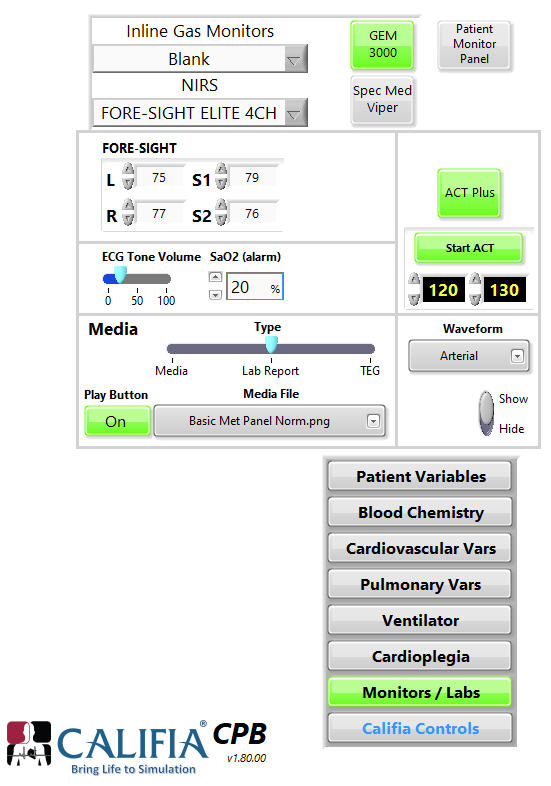 Inline Gas Monitors
Blank
NIRS
FORE-SIGHT ELITE 4CH
GEM
3000
Patient
Monitor
Panel
Spec Med
Viper
FORE-SIGHT
L 75 S1 79
R 77 S2 76
ACT Plus
Start ACT
120 130
ECG Tone Volume
0 50 100
SaO2 (alarm)
20 %
Media
Type
Media Lab Report TEG
Play Button
On
Media File
Basic Met Panel Norm.png
Waveform
Arterial
Show
Hide
Patient Variables
Blood Chemistry
Cardiovascular Vars
Pulmonary Vars
Ventilator
Cardioplegia
Monitors / Labs
Califia Controls
CALIFIA® CPB
Bring Life to Simulation
v1.80.00